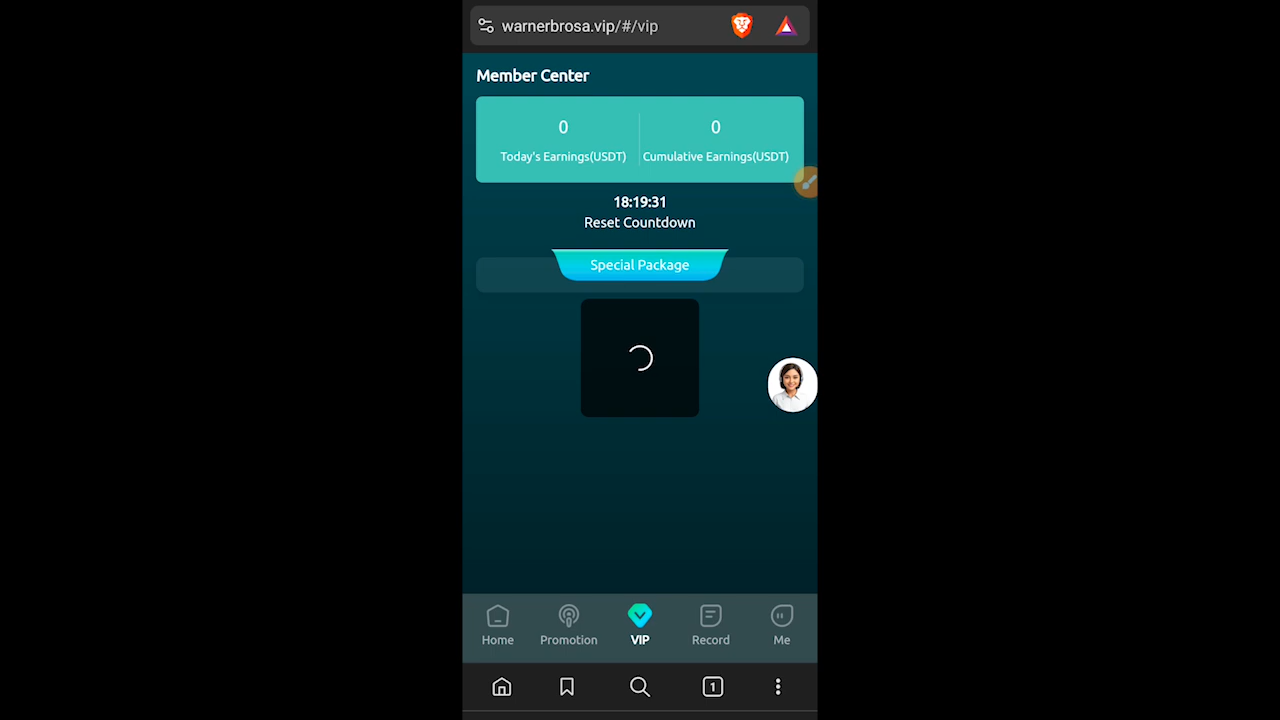 warnerbrosa.vip/#/vip
Member Center
0
0
Today's Earnings(USDT)
Cumulative Earnings(USDT)
18:19:31
Reset Countdown
Special Package
Home
Promotion
VIP
Record
Me
1